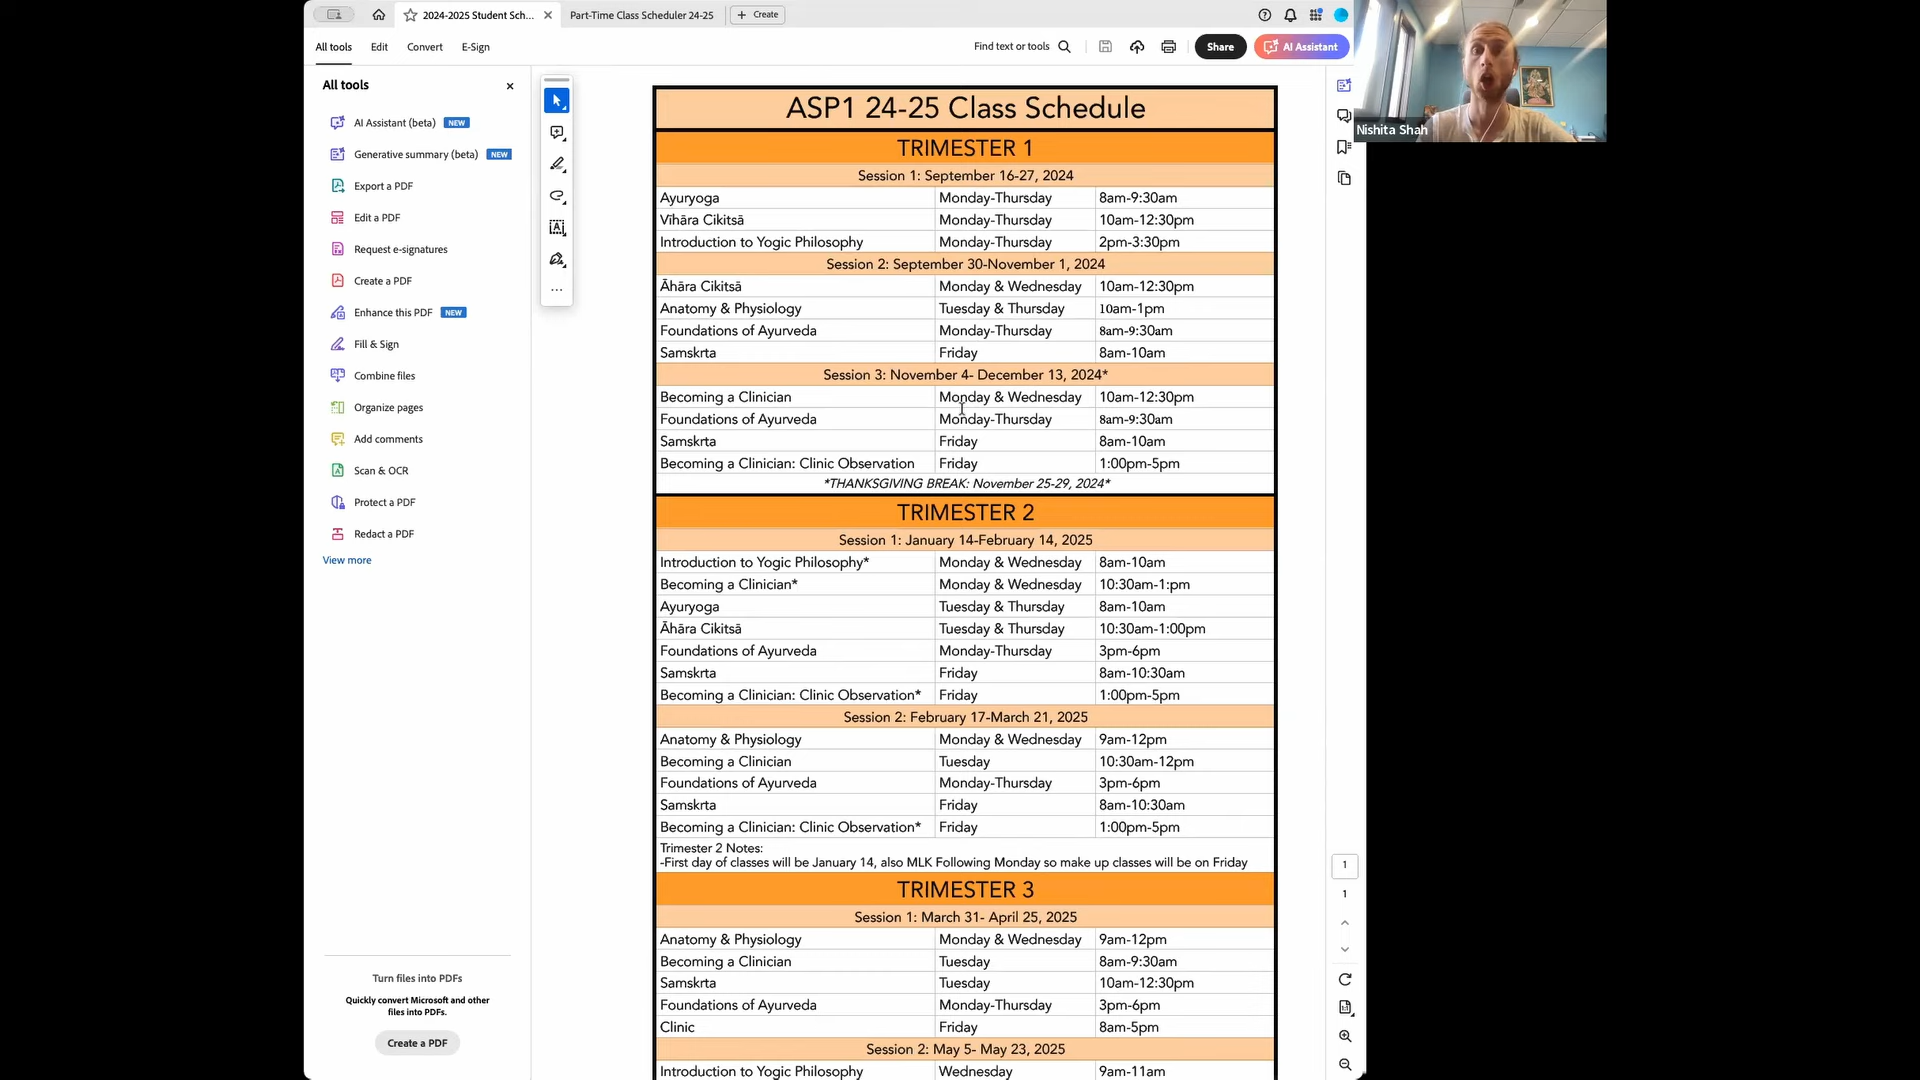 2024-2025 Student Sch...
Part-Time Class Scheduler 24-25
Create
All tools
Edit
Convert
E-Sign
Find text or tools
Share
AI Assistant
All tools
AI Assistant (beta) NEW
Generative summary (beta) NEW
Export a PDF
Edit a PDF
Request e-signatures
Create a PDF
Enhance this PDF NEW
Fill & Sign
Combine files
Organize pages
Add comments
Scan & OCR
Protect a PDF
Redact a PDF
View more
Turn files into PDFs
Quickly convert Microsoft and other
files into PDFs.
Create a PDF
ASP1 24-25 Class Schedule
TRIMESTER 1
Session 1: September 16-27, 2024
Ayuryoga Monday-Thursday 8am-9:30am
Vihāra Cikitsā Monday-Thursday 10am-12:30pm
Introduction to Yogic Philosophy Monday-Thursday 2pm-3:30pm
Session 2: September 30-November 1, 2024
Āhāra Cikitsā Monday & Wednesday 10am-12:30pm
Anatomy & Physiology Tuesday & Thursday 10am-1pm
Foundations of Ayurveda Monday-Thursday 8am-9:30am
Samskrta Friday 8am-10am
Session 3: November 4- December 13, 2024*
Becoming a Clinician Monday & Wednesday 10am-12:30pm
Foundations of Ayurveda Monday-Thursday 8am-9:30am
Samskrta Friday 8am-10am
Becoming a Clinician: Clinic Observation Friday 1:00pm-5pm
*THANKSGIVING BREAK: November 25-29, 2024*
TRIMESTER 2
Session 1: January 14-February 14, 2025
Introduction to Yogic Philosophy* Monday & Wednesday 8am-10am
Becoming a Clinician* Monday & Wednesday 10:30am-1:pm
Ayuryoga Tuesday & Thursday 8am-10am
Āhāra Cikitsā Tuesday & Thursday 10:30am-1:00pm
Foundations of Ayurveda Monday-Thursday 3pm-6pm
Samskrta Friday 8am-10:30am
Becoming a Clinician: Clinic Observation* Friday 1:00pm-5pm
Session 2: February 17-March 21, 2025
Anatomy & Physiology Monday & Wednesday 9am-12pm
Becoming a Clinician Tuesday 10:30am-12pm
Foundations of Ayurveda Monday-Thursday 3pm-6pm
Samskrta Friday 8am-10:30am
Becoming a Clinician: Clinic Observation* Friday 1:00pm-5pm
Trimester 2 Notes:
-First day of classes will be January 14, also MLK Following Monday so make up classes will be on Friday
TRIMESTER 3
Session 1: March 31- April 25, 2025
Anatomy & Physiology Monday & Wednesday 9am-12pm
Becoming a Clinician Tuesday 8am-9:30am
Samskrta Tuesday 10am-12:30pm
Foundations of Ayurveda Monday-Thursday 3pm-6pm
Clinic Friday 8am-5pm
Session 2: May 5- May 23, 2025
Introduction to Yogic Philosophy Wednesday 9am-11am
Nishita Shah
1
1